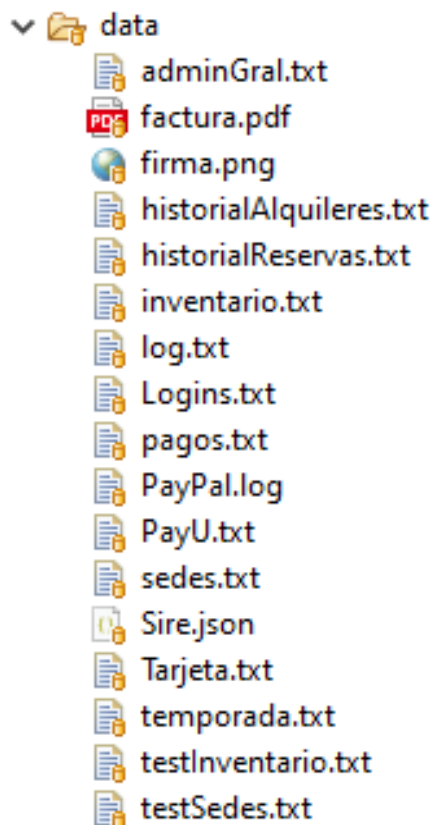 data
adminGral.txt
factura.pdf
firma.png
historialAlquileres.txt
historialReservas.txt
inventario.txt
log.txt
Logins.txt
pagos.txt
PayPal.log
PayU.txt
sedes.txt
Sire.json
Tarjeta.txt
temporada.txt
testInventario.txt
testSedes.txt